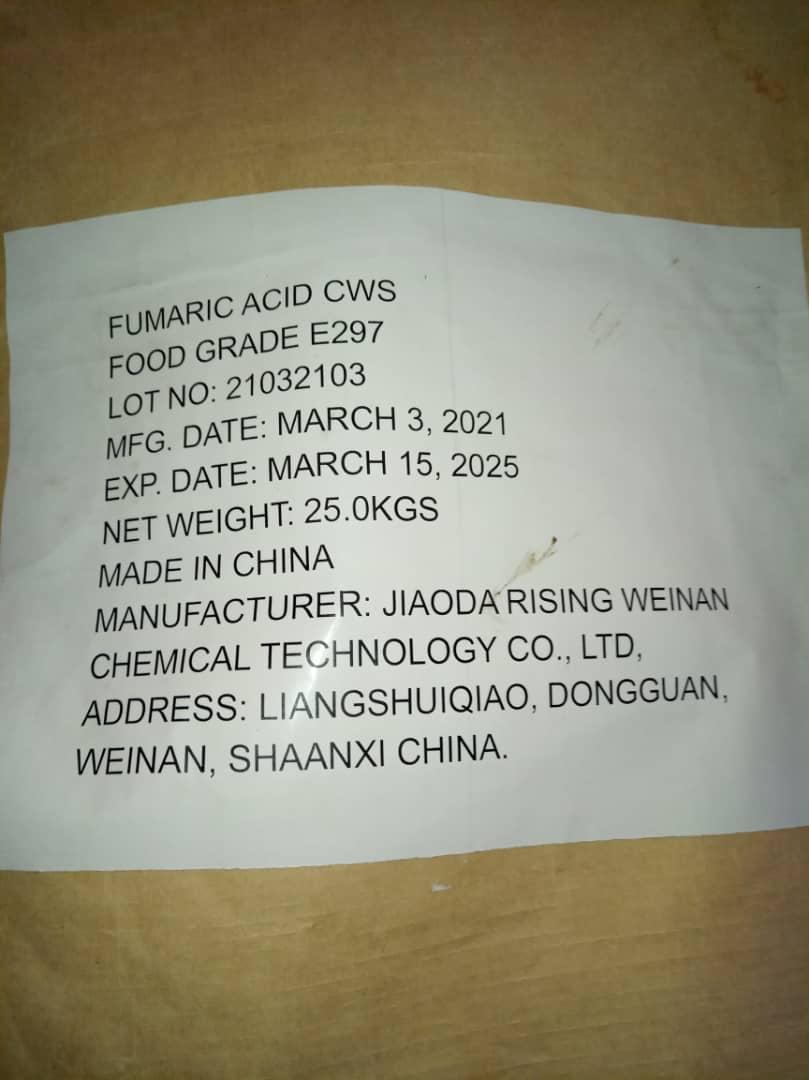 FUMARIC ACID CWS
FOOD GRADE E297
LOT NO: 21032103
MFG. DATE: MARCH 3, 2021
EXP. DATE: MARCH 15, 2025
NET WEIGHT: 25.0KGS
MADE IN CHINA
MANUFACTURER: JIAODA RISING WEINAN
CHEMICAL TECHNOLOGY CO., LTD,
ADDRESS: LIANGSHUIQIAO, DONGGUAN,
WEINAN, SHAANXI CHINA.